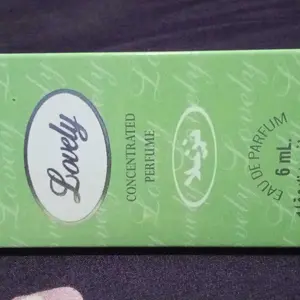 Lovely
CONCENTRATED
PERFUME
EAU DE PARFUM
6 mL.